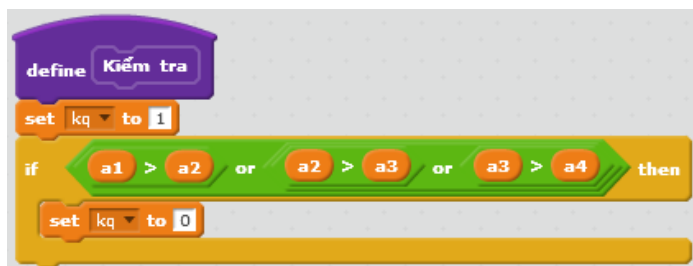 define Kiểm tra
set kq to 1
if a1 > a2 or a2 > a3 or a3 > a4 then
set kq to 0